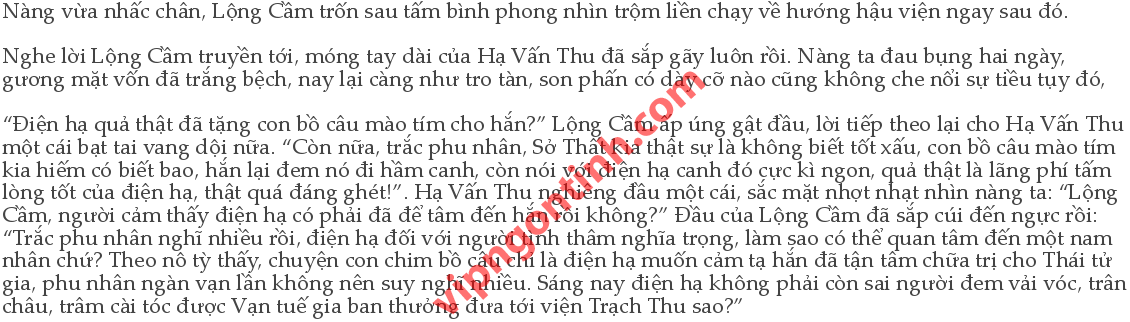 Nàng vừa nhấc chân, Lộng Cầm trốn sau tấm bình phong nhìn trộm liền chạy về hướng hậu viện ngay sau đó.
Nghe lời Lộng Cầm truyền tới, móng tay dài của Hạ Vấn Thu đã sắp gãy luôn rồi. Nàng ta đau bụng hai ngày,
gương mặt vốn đã trắng bệch, nay lại càng như tro tàn, son phấn có dày cỡ nào cũng không che nổi sự tiều tụy đó,
“Điện hạ quả thật đã tặng con bồ câu mào tím cho hắn?” Lộng Cầm ấp úng gật đầu, lời tiếp theo lại cho Hạ Vấn Thu
một cái bạt tai vang dội nữa. “Còn nữa, trắc phu nhân, Sở Thất kia thật sự là không biết tốt xấu, con bồ câu mào tím
kia hiếm có biết bao, hắn lại đem nó đi hầm canh, còn nói với điện hạ canh đó cực kì ngon, quả thật là lãng phí tấm
lòng tốt của điện hạ, thật quá đáng ghét!”. Hạ Vấn Thu nghiêng đầu một cái, sắc mặt nhợt nhạt nhìn nàng ta: “Lộng
Cầm, người cảm thấy điện hạ có phải đã để tâm đến hắn rồi không?” Đầu của Lộng Cầm đã sắp cúi đến ngực rồi:
“Trắc phu nhân nghĩ nhiều rồi, điện hạ đối với người tình thâm nghĩa trọng, làm sao có thể quan tâm đến một nam
nhân chứ? Theo nô tỳ thấy, chuyện con chim bồ câu chỉ là điện hạ muốn cảm tạ hắn đã tận tâm chữa trị cho Thái tử
gia, phu nhân ngàn vạn lần không nên suy nghĩ nhiều. Sáng nay điện hạ không phải còn sai người đem vải vóc, trân
châu, trâm cài tóc được Vạn tuế gia ban thưởng đưa tới viện Trạch Thu sao?”
vipngontinh.com